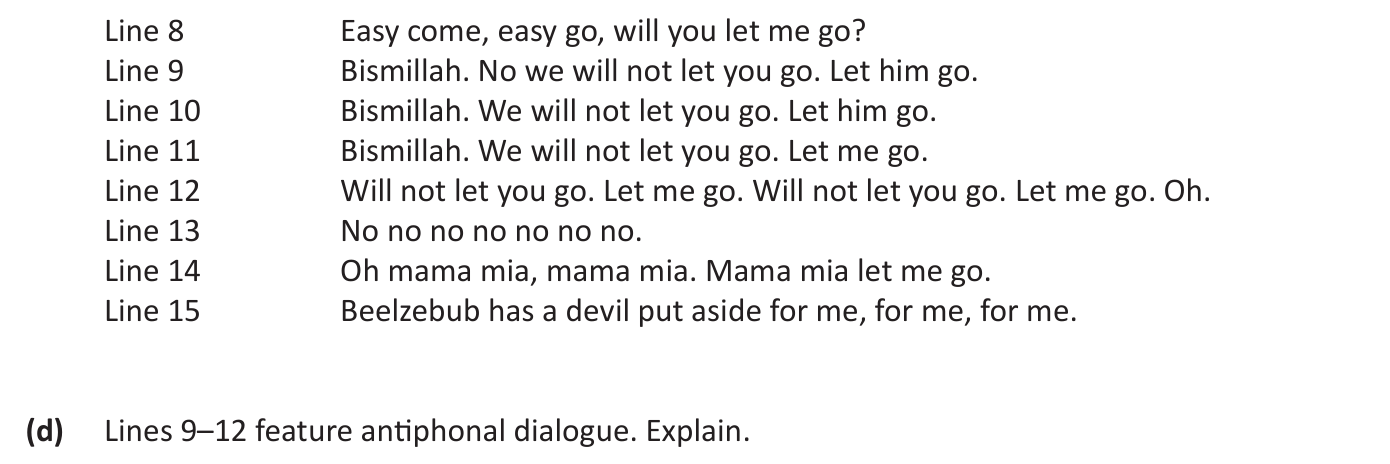 Line 8 Easy come, easy go, will you let me go?
Line 9 Bismillah. No we will not let you go. Let him go.
Line 10 Bismillah. We will not let you go. Let him go.
Line 11 Bismillah. We will not let you go. Let me go.
Line 12 Will not let you go. Let me go. Will not let you go. Let me go. Oh.
Line 13 No no no no no no no.
Line 14 Oh mama mia, mama mia. Mama mia let me go.
Line 15 Beelzebub has a devil put aside for me, for me, for me.
(d) Lines 9–12 feature antiphonal dialogue. Explain.